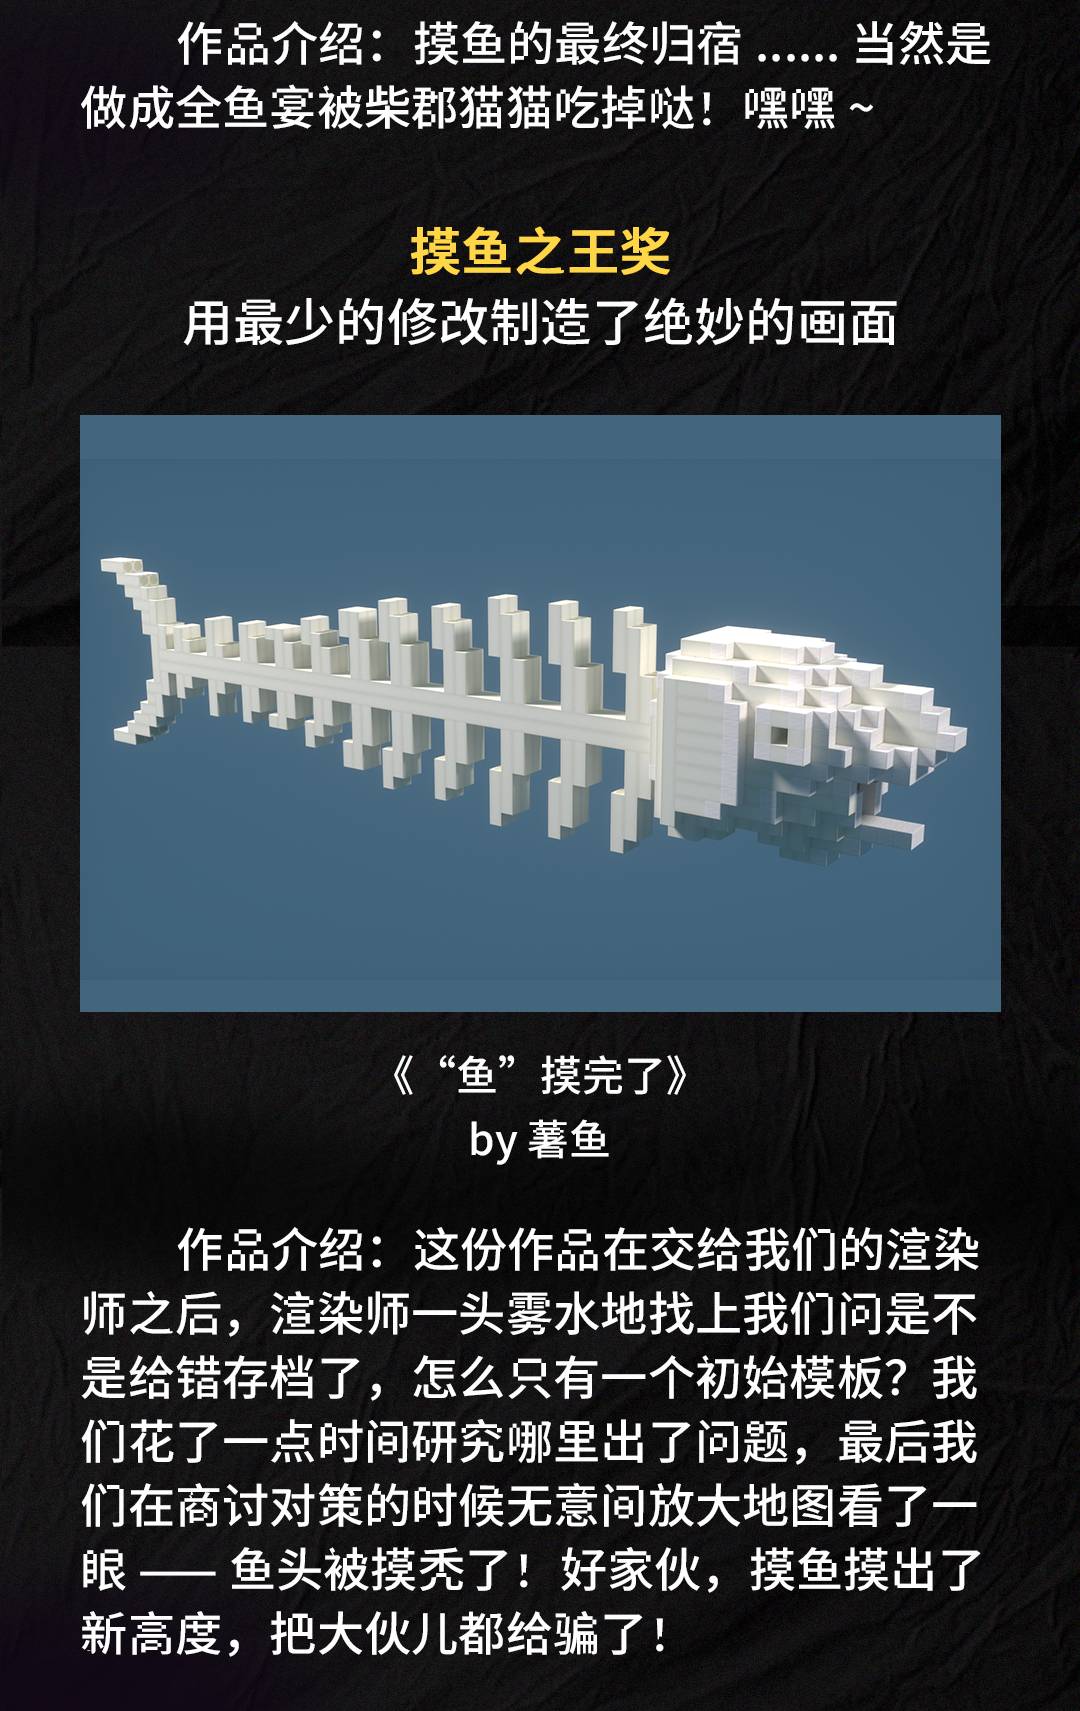 作品介绍：摸鱼的最终归宿 ...... 当然是
做成全鱼宴被柴郡猫猫吃掉哒！嘿嘿 ~
摸鱼之王奖
用最少的修改制造了绝妙的画面
《“鱼”摸完了》
by 薯鱼
作品介绍：这份作品在交给我们的渲染
师之后，渲染师一头雾水地找上我们问是不
是给错存档了，怎么只有一个初始模板？我
们花了一点时间研究哪里出了问题，最后我
们在商讨对策的时候无意间放大地图看了一
眼 —— 鱼头被摸秃了！好家伙，摸鱼摸出了
新高度，把大伙儿都给骗了！